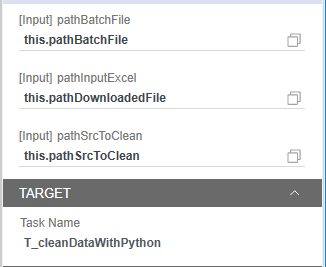 [Input] pathBatchFile
this.pathBatchFile
[Input] pathInputExcel
this.pathDownloadedFile
[Input] pathSrcToClean
this.pathSrcToClean
TARGET
Task Name
T_cleanDataWithPython